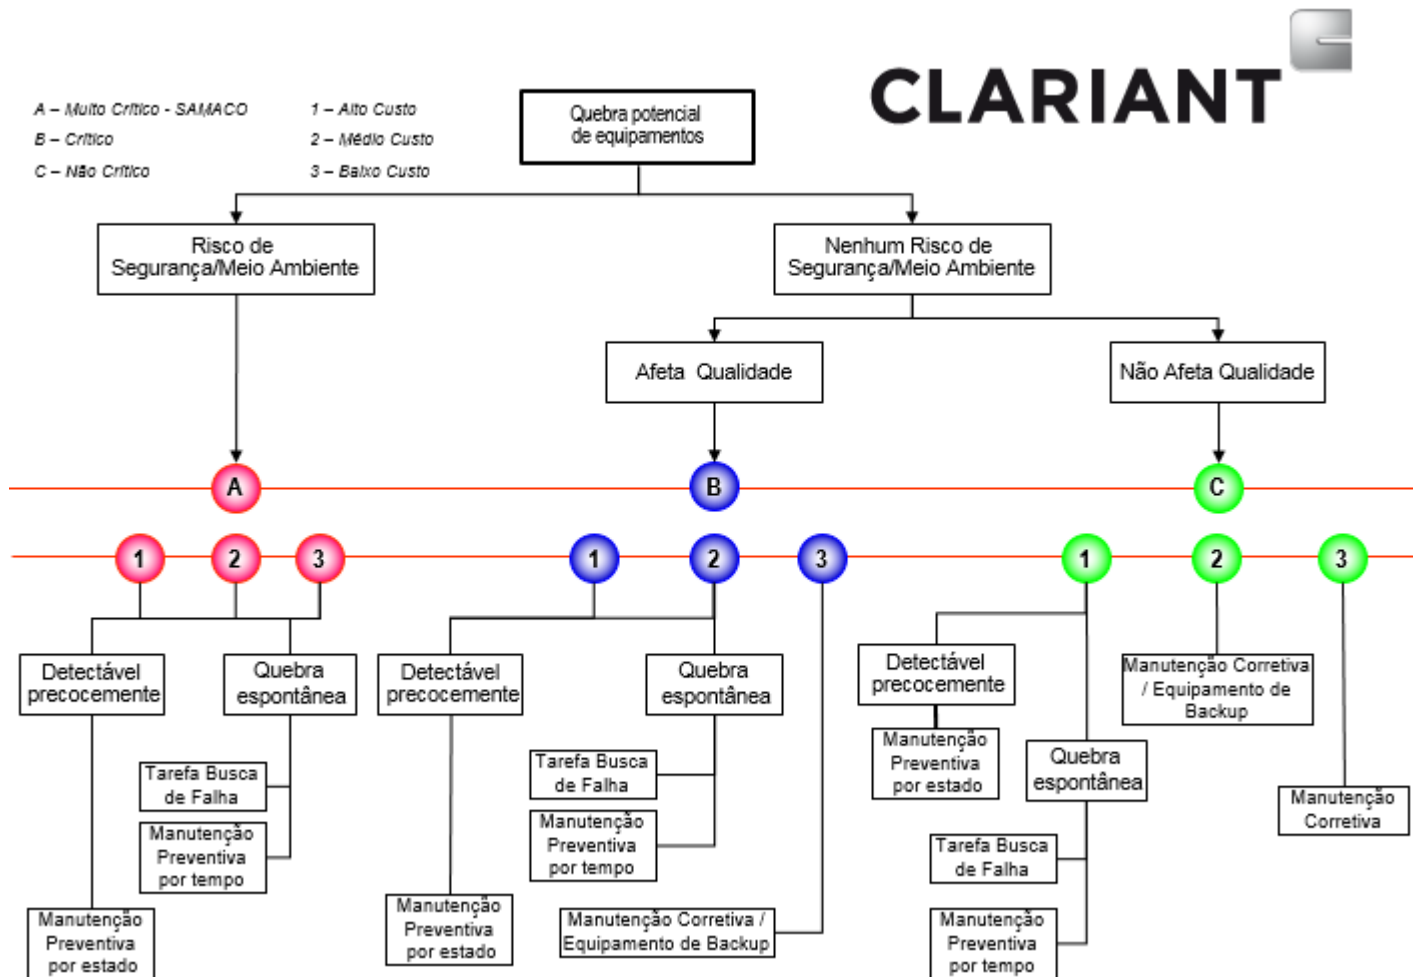 CLARIANT
A – Muito Crítico - SAMACO
B – Crítico
C – Não Crítico
1 – Alto Custo
2 – Médio Custo
3 – Baixo Custo
Quebra potencial
de equipamentos
Risco de
Segurança/Meio Ambiente
Nenhum Risco de
Segurança/Meio Ambiente
Afeta Qualidade
Não Afeta Qualidade
A
B
C
1
2
3
1
2
3
1
2
3
Detectável
precocemente
Quebra
espontânea
Tarefa Busca
de Falha
Manutenção
Preventiva
por tempo
Manutenção
Preventiva
por estado
Detectável
precocemente
Quebra
espontânea
Tarefa Busca
de Falha
Manutenção
Preventiva
por tempo
Manutenção
Preventiva
por estado
Manutenção Corretiva /
Equipamento de Backup
Detectável
precocemente
Manutenção
Preventiva
por estado
Quebra
espontânea
Tarefa Busca
de Falha
Manutenção
Preventiva
por tempo
Manutenção Corretiva
/ Equipamento de
Backup
Manutenção
Corretiva